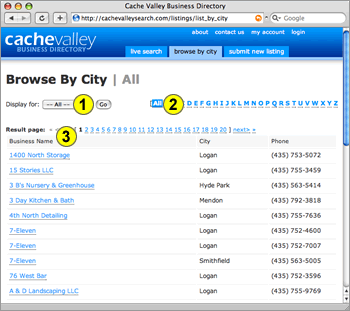 Cache Valley Business Directory
http://cachevalleysearch.com/listings/list_by_city
cachevalley
BUSINESS DIRECTORY
about contact us my account login
live search browse by city submit new listing
Browse By City | All
Display for: -- All -- 1 Go [All 2 D E F G H I J K L M N O P Q R S T U V W X Y Z
Result page: « 3 1 2 3 4 5 6 7 8 9 10 11 12 13 14 15 16 17 18 19 20 ] next> »
Business Name City Phone
1400 North Storage Logan (435) 753-5072
15 Stories LLC Logan (435) 755-3459
3 B's Nursery & Greenhouse Hyde Park (435) 563-5414
3 Day Kitchen & Bath Mendon (435) 792-3818
4th North Detailing Logan (435) 755-7636
7-Eleven Logan (435) 752-4600
7-Eleven Logan (435) 752-7007
7-Eleven Smithfield (435) 563-5005
76 West Bar Logan (435) 752-3596
A & D Landscaping LLC Logan (435) 755-9769